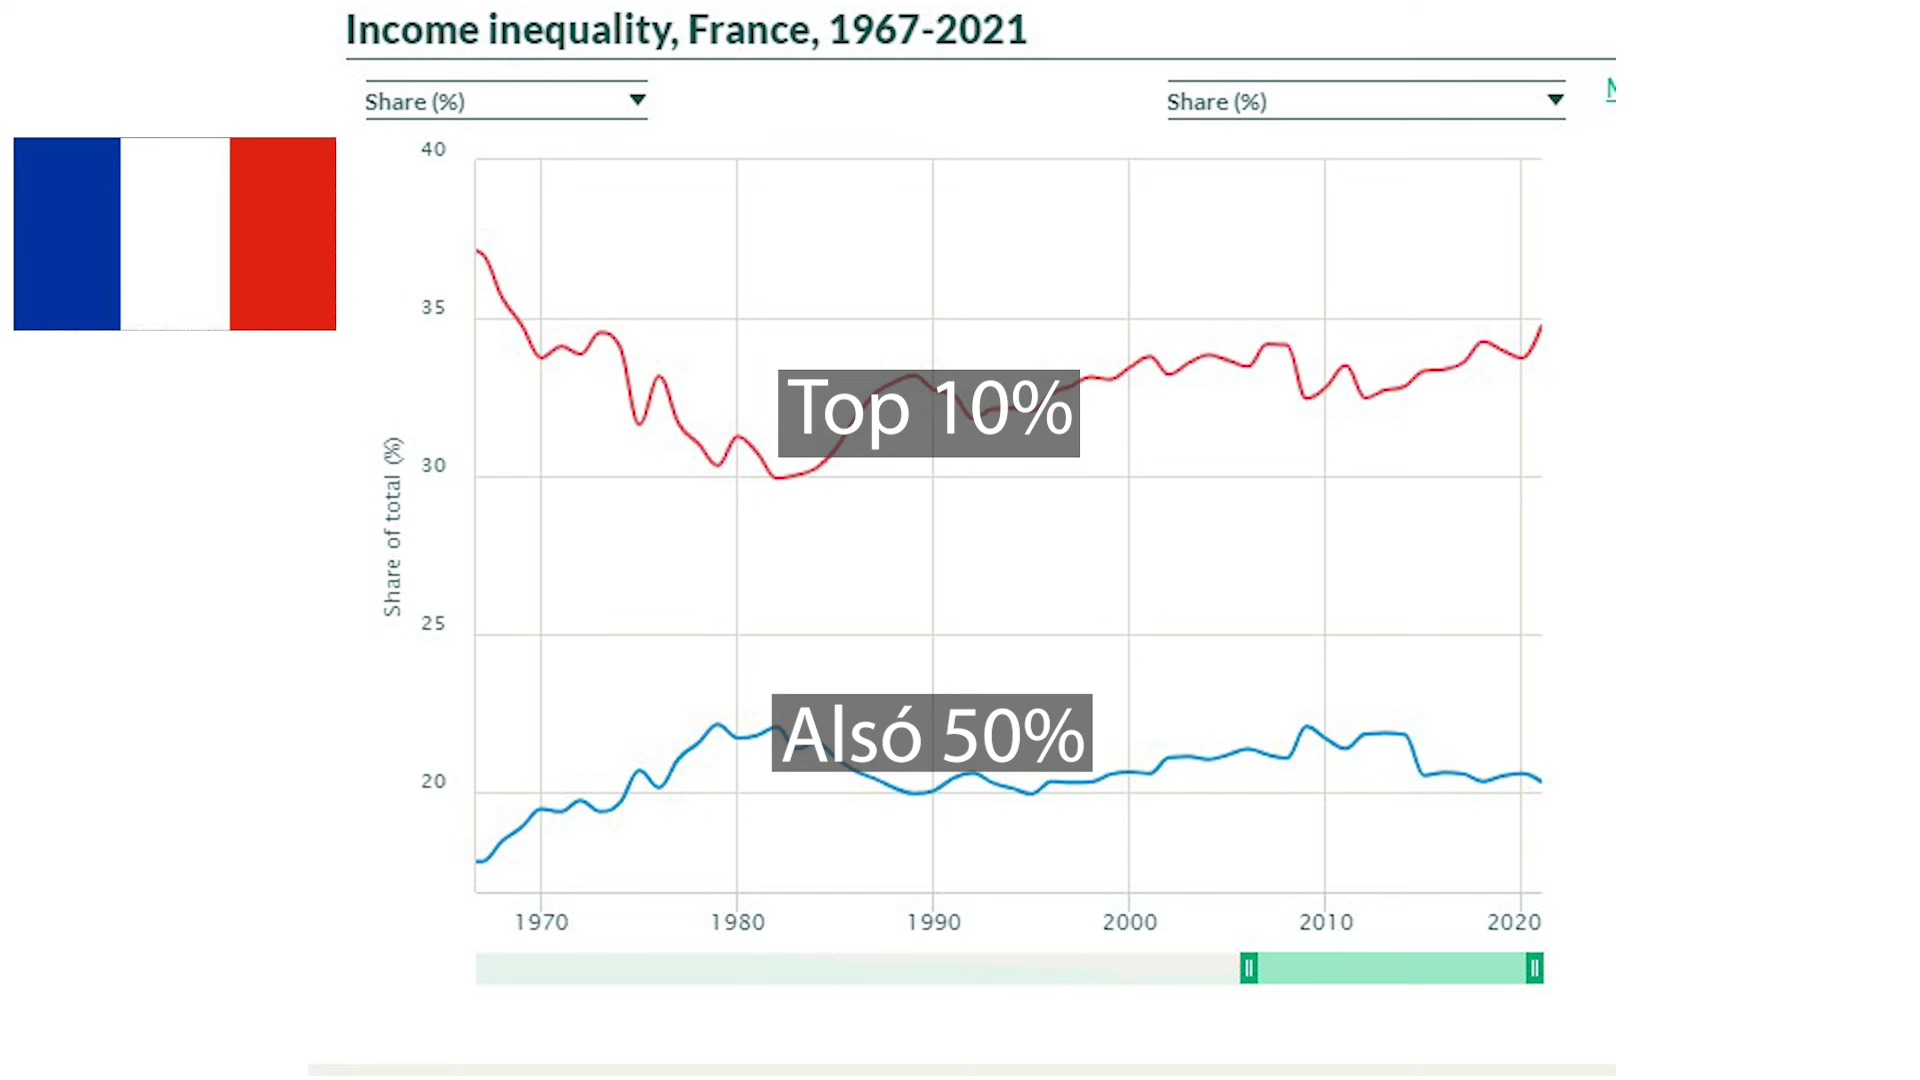 Income inequality, France, 1967-2021
Share (%)
Share (%)
40
35
30
25
20
Share of total (%)
Top 10%
Alsó 50%
1970
1980
1990
2000
2010
2020